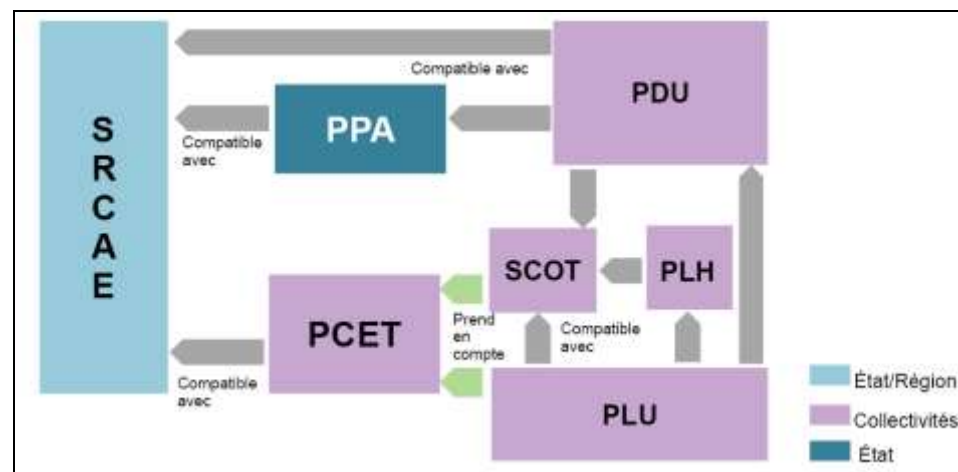 S
R
C
A
E
Compatible avec
PDU
PPA
Compatible
avec
SCOT
PLH
PCET
Prend
en
compte
Compatible
avec
Compatible
avec
PLU
État/Région
Collectivités
État